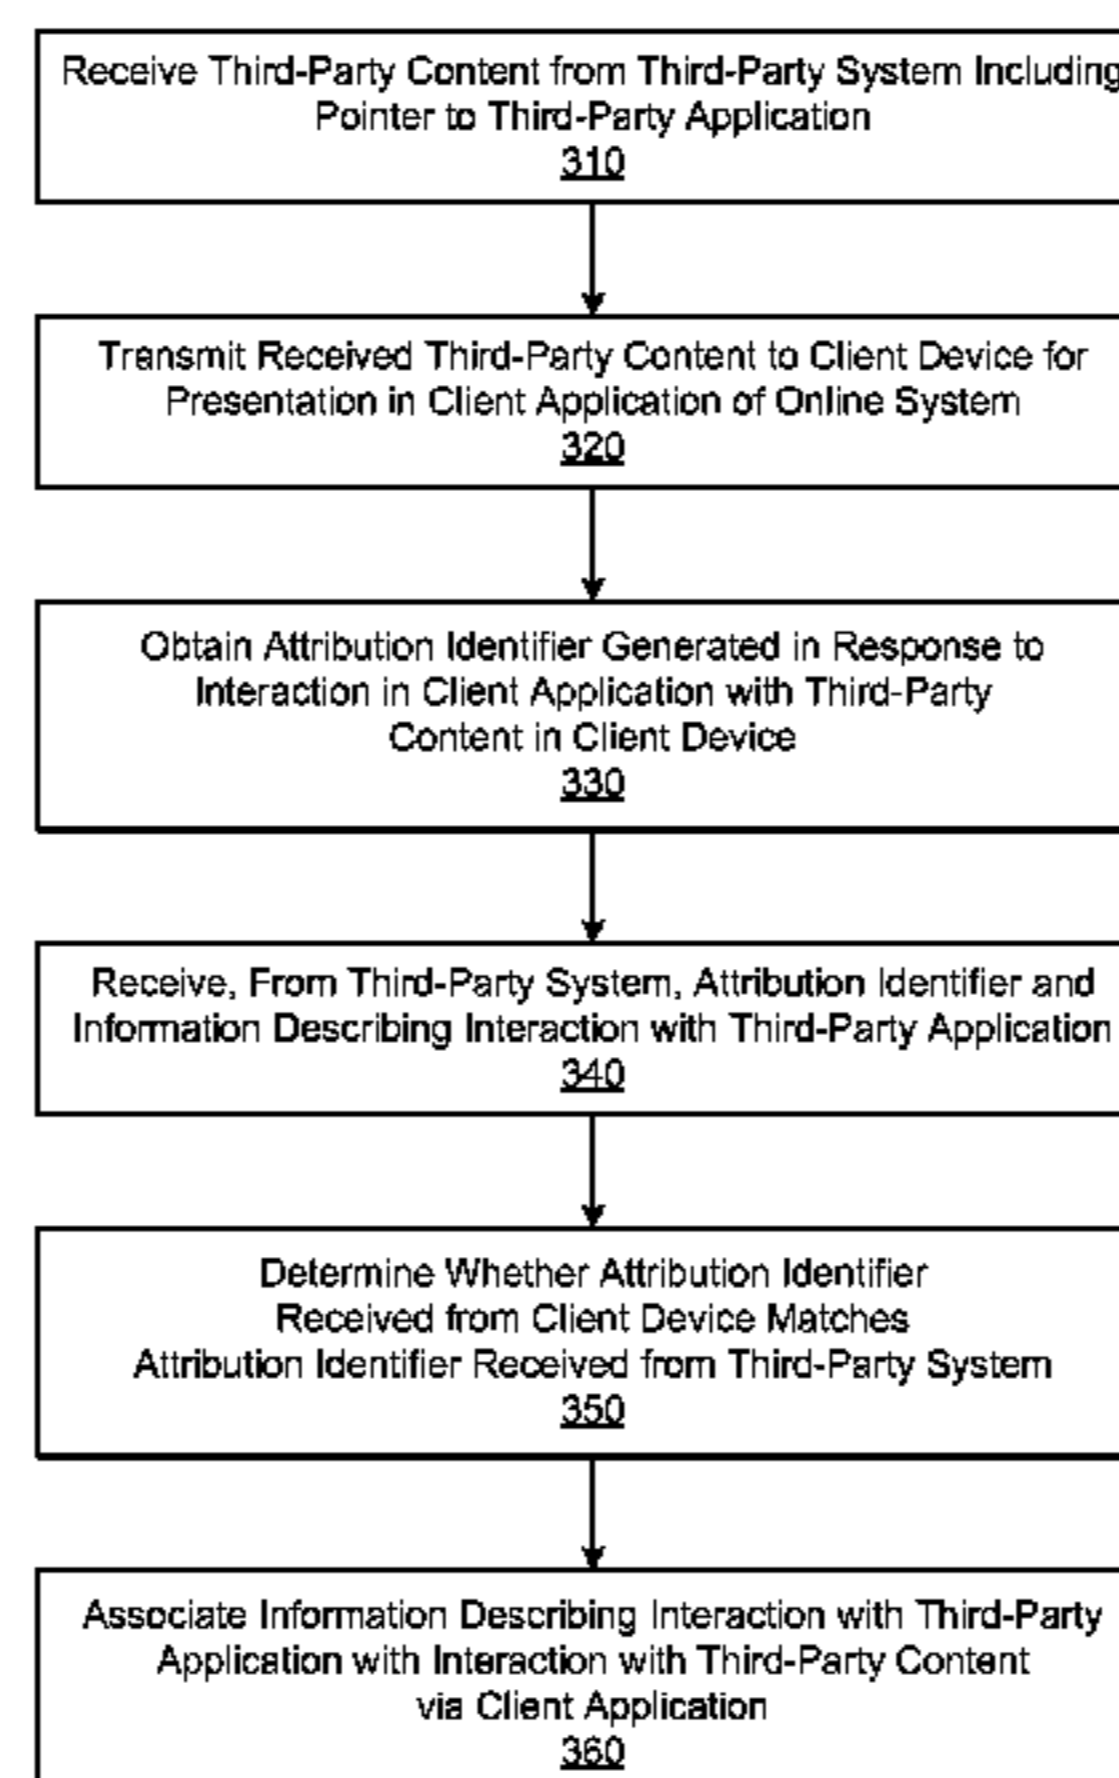 Receive Third-Party Content from Third-Party System Including
Pointer to Third-Party Application
310
Transmit Received Third-Party Content to Client Device for
Presentation in Client Application of Online System
320
Obtain Attribution Identifier Generated in Response to
Interaction in Client Application with Third-Party
Content in Client Device
330
Receive, From Third-Party System, Attribution Identifier and
Information Describing Interaction with Third-Party Application
340
Determine Whether Attribution Identifier
Received from Client Device Matches
Attribution Identifier Received from Third-Party System
350
Associate Information Describing Interaction with Third-Party
Application with Interaction with Third-Party Content
via Client Application
360